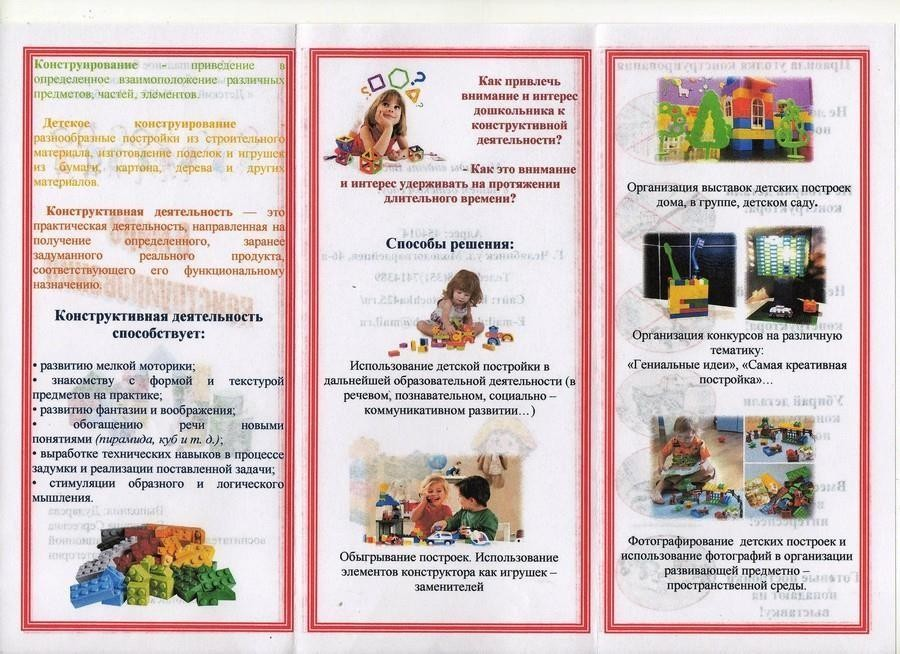 Конструирование - приведение в
определенное взаимоположение различных
предметов, частей, элементов.
Детское конструирование -
разнообразные постройки из строительного
материала, изготовление поделок и игрушек
из бумаги, картона, дерева и других
материалов.
Конструктивная деятельность — это
практическая деятельность, направленная на
получение определенного, заранее
задуманного реального продукта,
соответствующего его функциональному
назначению.
Конструктивная деятельность
способствует:
• развитию мелкой моторики;
• знакомству с формой и текстурой
предметов на практике;
• развитию фантазии и воображения;
• обогащению речи новыми
понятиями (пирамида, куб и т. д.);
• выработке технических навыков в процессе
задумки и реализации поставленной задачи;
• стимуляции образного и логического
мышления.
Как привлечь
внимание и интерес
дошкольника к
конструктивной
деятельности?
- Как это внимание
и интерес удерживать на протяжении
длительного времени?
Способы решения:
Использование детской постройки в
дальнейшей образовательной деятельности (в
речевом, познавательном, социально –
коммуникативном развитии…)
Обыгрывание построек. Использование
элементов конструктора как игрушек –
заменителей
Организация выставок детских построек
дома, в группе, детском саду.
Организация конкурсов на различную
тематику:
«Гениальные идеи», «Самая креативная
постройка»…
Фотографирование детских построек и
использование фотографий в организации
развивающей предметно –
пространственной среды.